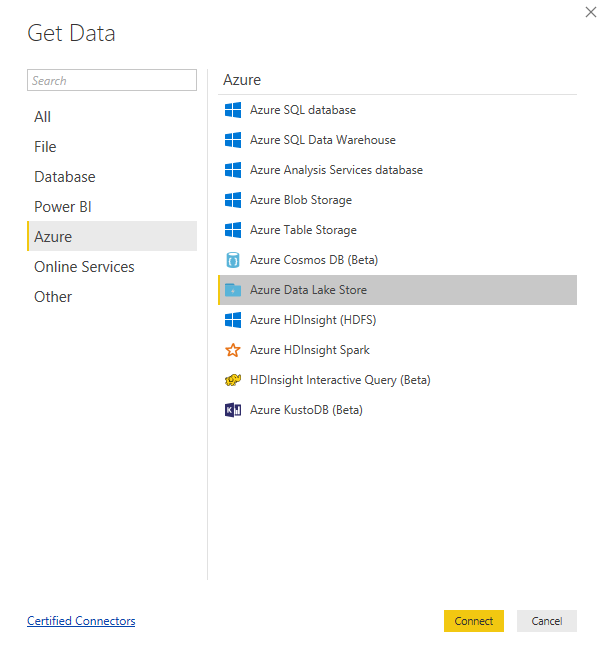 Get Data
Search
All
File
Database
Power BI
Azure
Online Services
Other
Azure
Azure SQL database
Azure SQL Data Warehouse
Azure Analysis Services database
Azure Blob Storage
Azure Table Storage
Azure Cosmos DB (Beta)
Azure Data Lake Store
Azure HDInsight (HDFS)
Azure HDInsight Spark
HDInsight Interactive Query (Beta)
Azure KustoDB (Beta)
Certified Connectors
Connect
Cancel